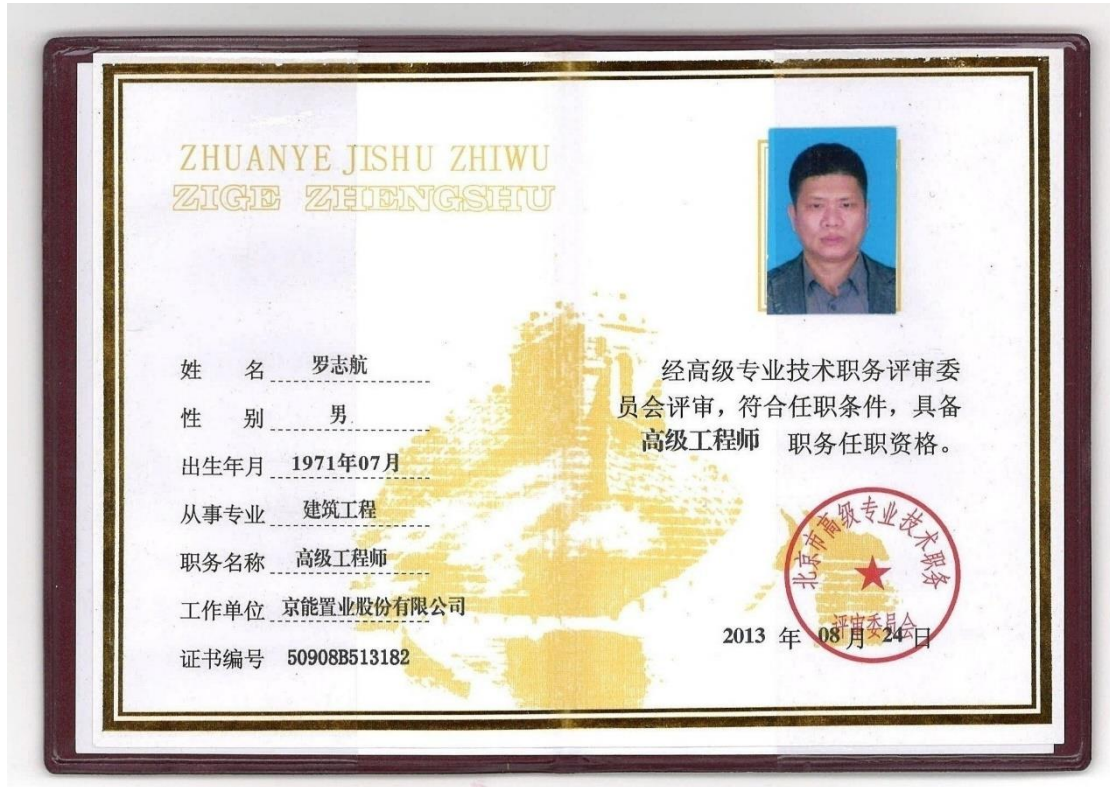 ZHUANYE JISHU ZHIWU
ZIGE ZHENGSHU
姓 名 罗志航
性 别 男
出生年月 1971年07月
从事专业 建筑工程
职务名称 高级工程师
工作单位 京能置业股份有限公司
证书编号 50908B513182
经高级专业技术职务评审委
员会评审，符合任职条件，具备
高级工程师 职务任职资格。
北京市高级专业技术职务
评审委员会
2013 年 08 月 24 日